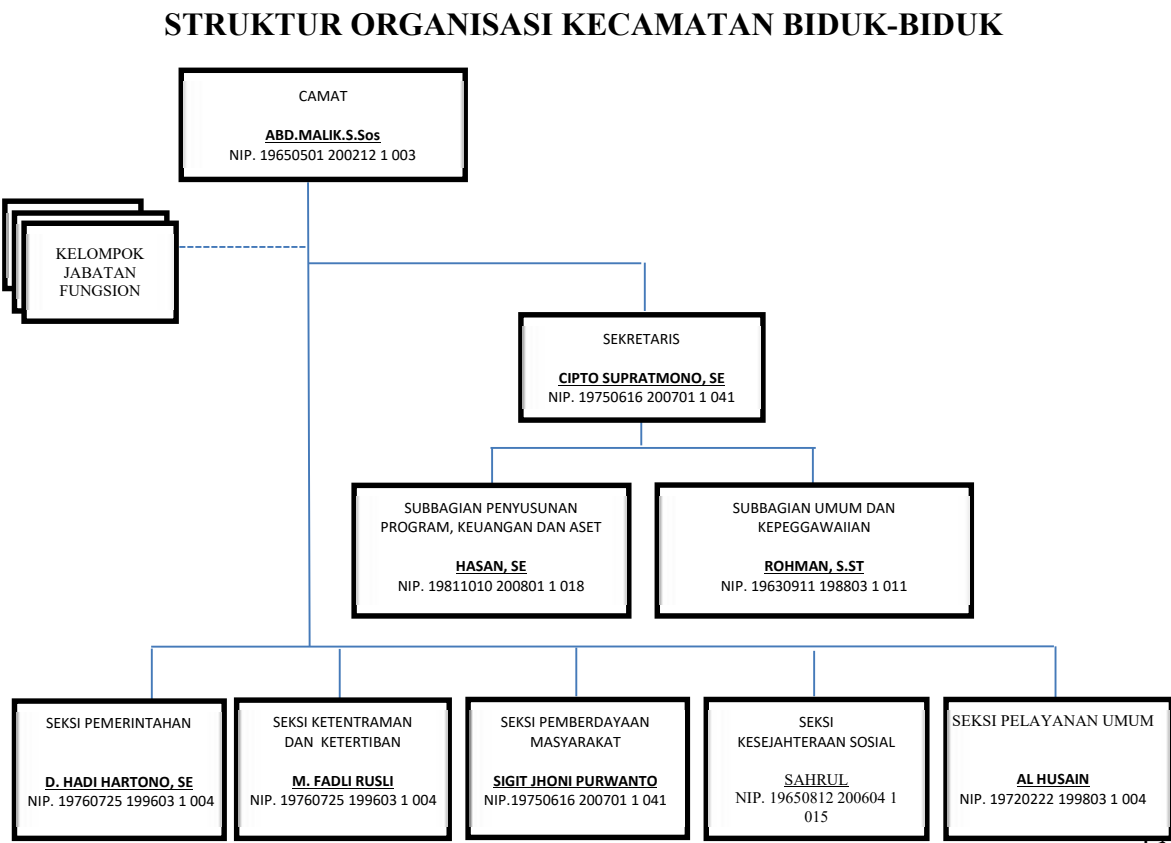 STRUKTUR ORGANISASI KECAMATAN BIDUK-BIDUK
CAMAT
ABD.MALIK.S.Sos
NIP. 19650501 200212 1 003
KELOMPOK
JABATAN
FUNGSION
SEKRETARIS
CIPTO SUPRATMONO, SE
NIP. 19750616 200701 1 041
SUBBAGIAN PENYUSUNAN
PROGRAM, KEUANGAN DAN ASET
HASAN, SE
NIP. 19811010 200801 1 018
SUBBAGIAN UMUM DAN
KEPEGGAWAIIAN
ROHMAN, S.ST
NIP. 19630911 198803 1 011
SEKSI PEMERINTAHAN
D. HADI HARTONO, SE
NIP. 19760725 199603 1 004
SEKSI KETENTRAMAN
DAN KETERTIBAN
M. FADLI RUSLI
NIP. 19760725 199603 1 004
SEKSI PEMBERDAYAAN
MASYARAKAT
SIGIT JHONI PURWANTO
NIP.19750616 200701 1 041
SEKSI
KESEJAHTERAAN SOSIAL
SAHRUL
NIP. 19650812 200604 1
015
SEKSI PELAYANAN UMUM
AL HUSAIN
NIP. 19720222 199803 1 004